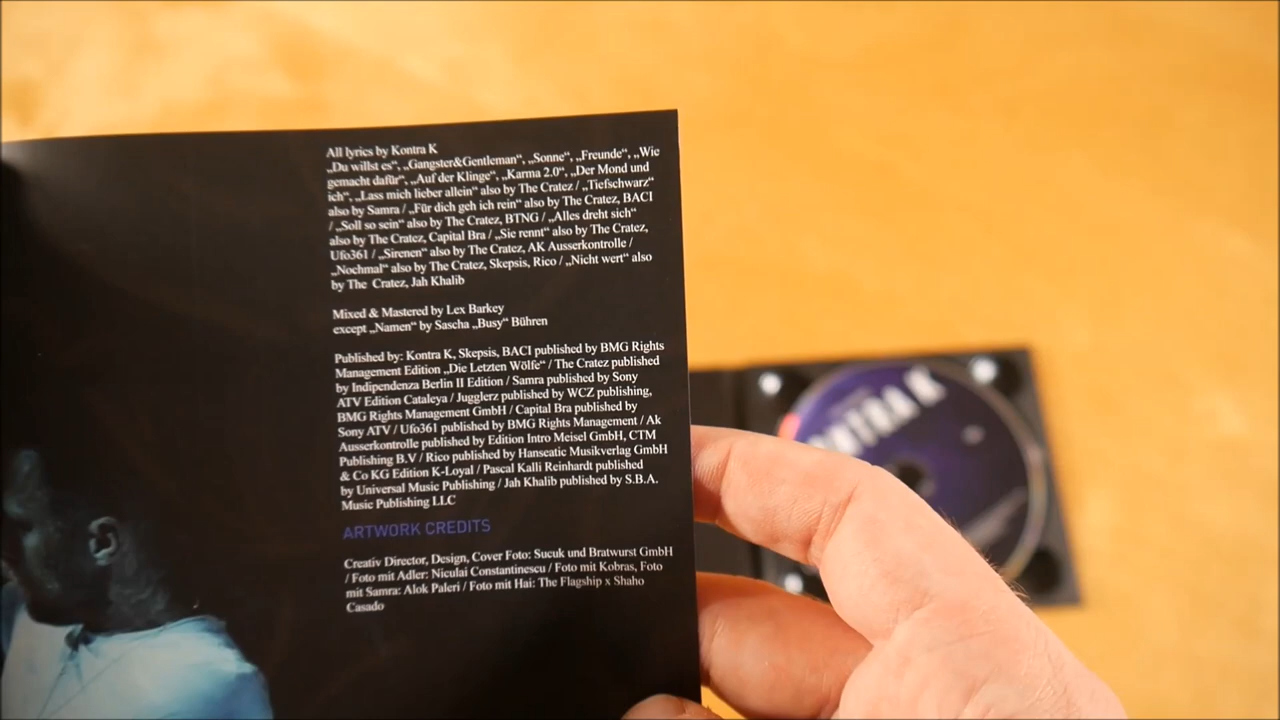 All lyrics by Kontra K
„Du willst es“, „Gangster&Gentleman“, „Sonne“, „Freunde“, „Wie
gemacht dafür“, „Auf der Klinge“, „Karma 2.0“, „Der Mond und
ich“, „Lass mich lieber allein“ also by The Cratez / „Tiefschwarz“
also by Samra / „Für dich geh ich rein“ also by The Cratez, BACI
/ „Soll so sein“ also by The Cratez, BTNG / „Alles dreht sich“
also by The Cratez, Capital Bra / „Sie rennt“ also by The Cratez,
Ufo361 / „Sirenen“ also by The Cratez, AK Ausserkontrolle /
„Nochmal“ also by The Cratez, Skepsis, Rico / „Nicht wert“ also
by The Cratez, Jah Khalib
Mixed & Mastered by Lex Barkey
except „Namen“ by Sascha „Busy“ Bühren
Published by: Kontra K, Skepsis, BACI published by BMG Rights
Management Edition „Die Letzten Wölfe“ / The Cratez published
by Indipendenza Berlin II Edition / Samra published by Sony
ATV Edition Cataleya / Jugglerz published by WCZ publishing,
BMG Rights Management GmbH / Capital Bra published by
Sony ATV / Ufo361 published by BMG Rights Management / Ak
Ausserkontrolle published by Edition Intro Meisel GmbH, CTM
Publishing B.V / Rico published by Hanseatic Musikverlag GmbH
& Co KG Edition K-Loyal / Pascal Kalli Reinhardt published
by Universal Music Publishing / Jah Khalib published by S.B.A.
Music Publishing LLC
ARTWORK CREDITS
Creativ Director, Design, Cover Foto: Sucuk und Bratwurst GmbH
/ Foto mit Adler: Niculai Constantinescu / Foto mit Kobras, Foto
mit Samra: Alok Paleri / Foto mit Hai: The Flagship x Shaho
Casado